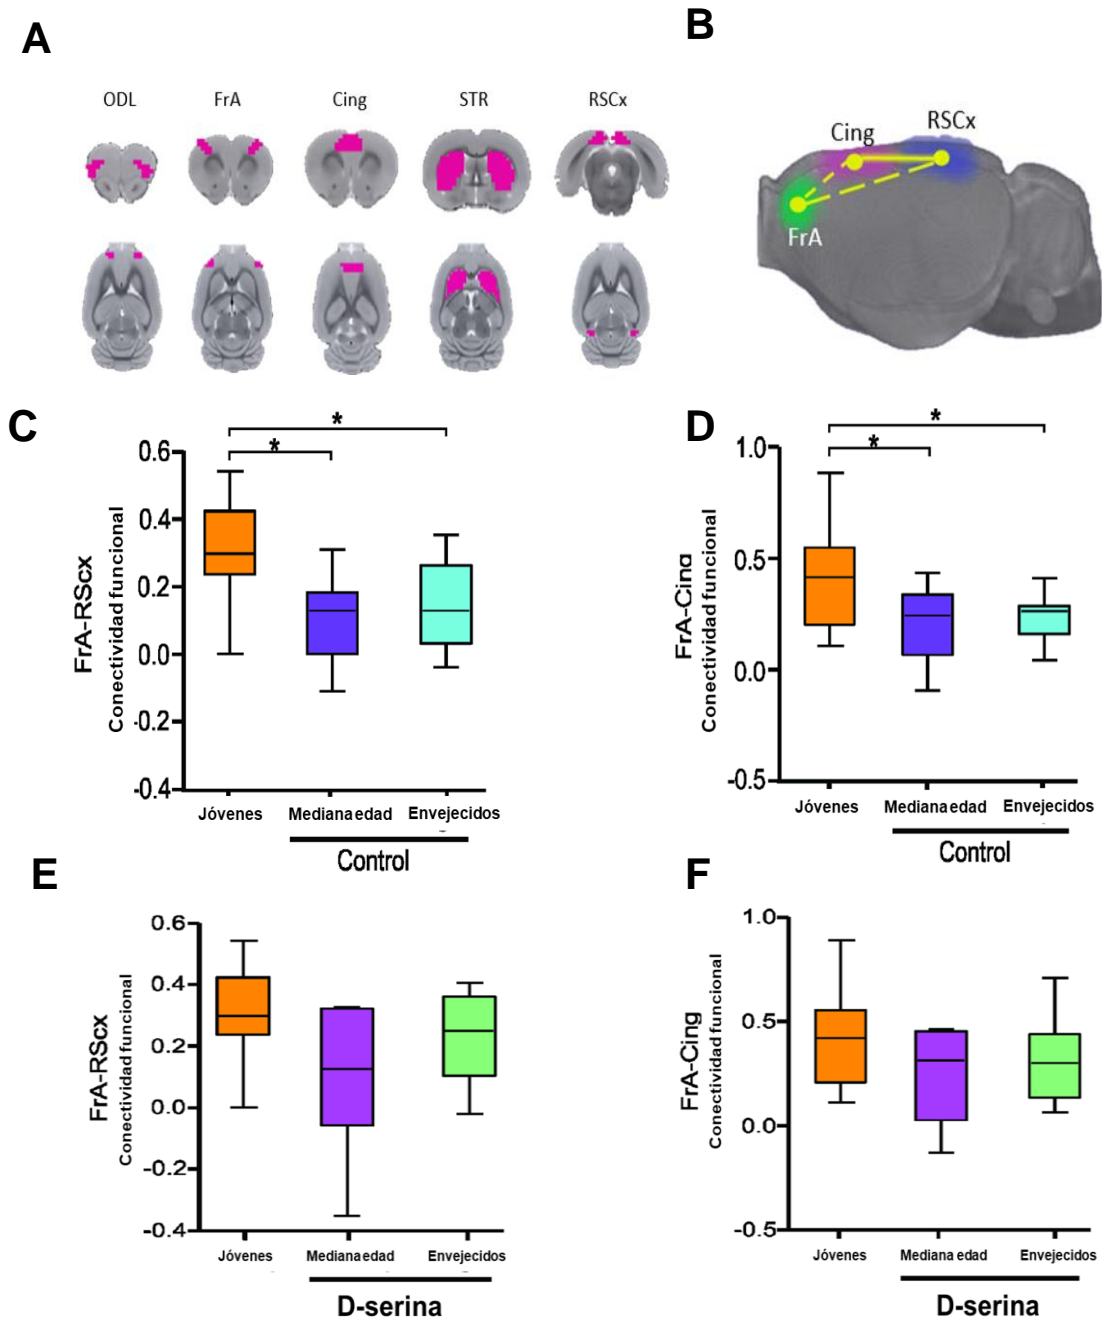 A
B
ODL FrA Cing STR RSCx
Cing RSCx
FrA
C
D
* *
* *
0.6
0.4
0.2
0.0
-0.2
-0.4
FrA-RScx
Conectividad funcional
Jóvenes Mediana edad Envejecidos
Control
1.0
0.5
0.0
-0.5
FrA-Cing
Conectividad funcional
Jóvenes Mediana edad Envejecidos
Control
E
F
0.6
0.4
0.2
0.0
-0.2
-0.4
FrA-RScx
Conectividad funcional
Jóvenes Mediana edad Envejecidos
D-serina
1.0
0.5
0.0
-0.5
FrA-Cing
Conectividad funcional
Jóvenes Mediana edad Envejecidos
D-serina